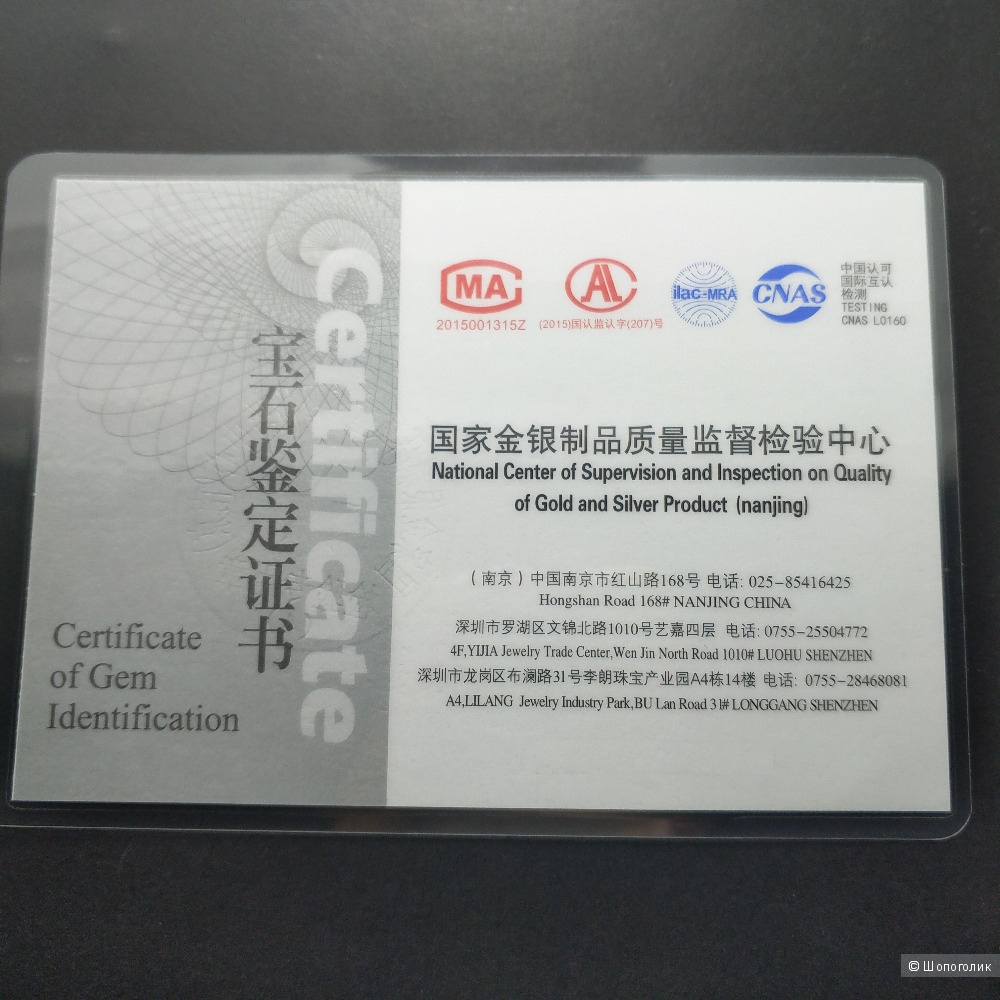 Certificate
宝石鉴定证书
Certificate
of Gem
Identification
MA
2015001315Z
AL
(2015)国认监认字(207)号
ilac-MRA
CNAS
中国认可
国际互认
检测
TESTING
CNAS L0160
国家金银制品质量监督检验中心
National Center of Supervision and Inspection on Quality
of Gold and Silver Product (nanjing)
（南京）中国南京市红山路168号 电话: 025-85416425
Hongshan Road 168# NANJING CHINA
深圳市罗湖区文锦北路1010号艺嘉四层 电话: 0755-25504772
4F,YIJIA Jewelry Trade Center,Wen Jin North Road 1010# LUOHU SHENZHEN
深圳市龙岗区布澜路31号李朗珠宝产业园A4栋14楼 电话: 0755-28468081
A4,LILANG Jewelry Industry Park,BU Lan Road 31# LONGGANG SHENZHEN
© Шопоголик